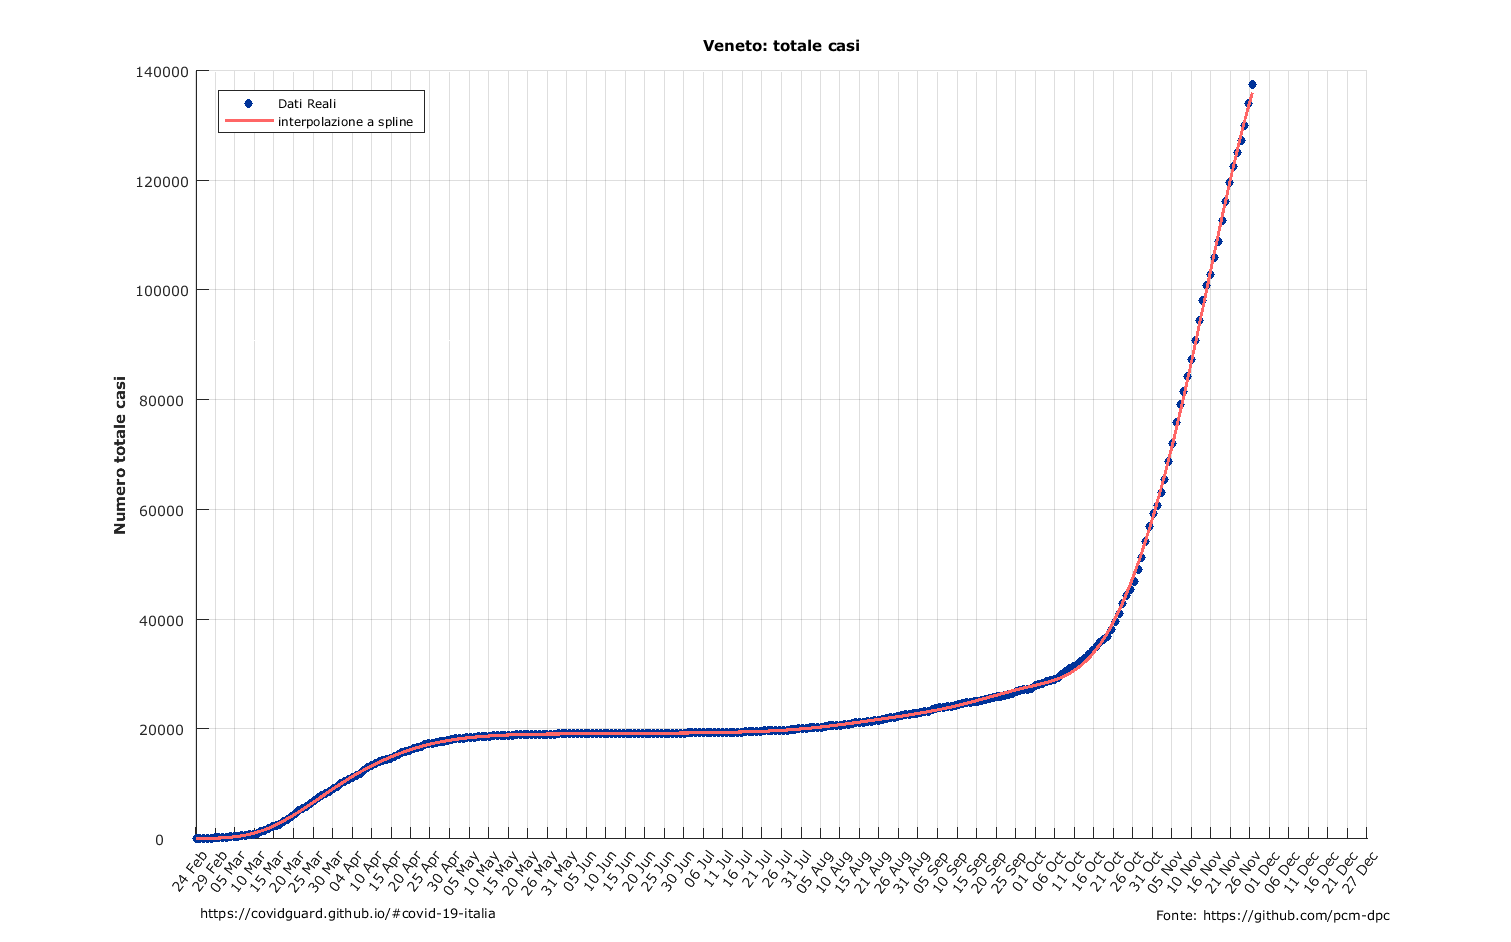 Veneto: totale casi
140000
120000
100000
80000
60000
40000
20000
0
Numero totale casi
Dati Reali
interpolazione a spline
24 Feb
29 Feb
05 Mar
10 Mar
15 Mar
20 Mar
25 Mar
30 Mar
04 Apr
10 Apr
15 Apr
20 Apr
25 Apr
30 Apr
05 May
10 May
15 May
20 May
26 May
31 May
05 Jun
10 Jun
15 Jun
20 Jun
25 Jun
30 Jun
06 Jul
11 Jul
16 Jul
21 Jul
26 Jul
31 Jul
05 Aug
10 Aug
15 Aug
21 Aug
26 Aug
31 Aug
05 Sep
10 Sep
15 Sep
20 Sep
25 Sep
01 Oct
06 Oct
11 Oct
16 Oct
21 Oct
26 Oct
31 Oct
05 Nov
10 Nov
16 Nov
21 Nov
26 Nov
01 Dec
06 Dec
11 Dec
16 Dec
21 Dec
27 Dec
https://covidguard.github.io/#covid-19-italia
Fonte: https://github.com/pcm-dpc